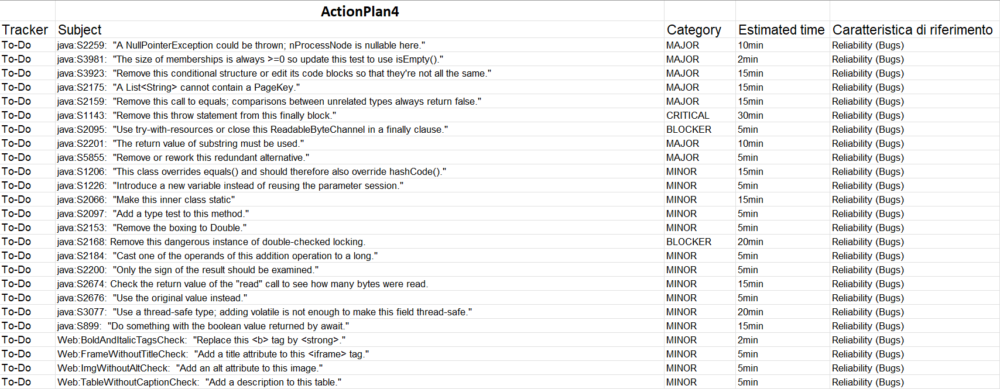 ActionPlan4
Tracker Subject Category Estimated time Caratteristica di riferimento
To-Do java:S2259: "A NullPointerException could be thrown; nProcessNode is nullable here." MAJOR 10min Reliability (Bugs)
To-Do java:S3981: "The size of memberships is always >=0 so update this test to use isEmpty()." MAJOR 2min Reliability (Bugs)
To-Do java:S3923: "Remove this conditional structure or edit its code blocks so that they're not all the same." MAJOR 15min Reliability (Bugs)
To-Do java:S2175: "A List<String> cannot contain a PageKey." MAJOR 15min Reliability (Bugs)
To-Do java:S2159: "Remove this call to equals; comparisons between unrelated types always return false." MAJOR 15min Reliability (Bugs)
To-Do java:S1143: "Remove this throw statement from this finally block." CRITICAL 30min Reliability (Bugs)
To-Do java:S2095: "Use try-with-resources or close this ReadableByteChannel in a finally clause." BLOCKER 5min Reliability (Bugs)
To-Do java:S2201: "The return value of substring must be used." MAJOR 10min Reliability (Bugs)
To-Do java:S5855: "Remove or rework this redundant alternative." MAJOR 5min Reliability (Bugs)
To-Do java:S1206: "This class overrides equals() and should therefore also override hashCode()." MINOR 15min Reliability (Bugs)
To-Do java:S1226: "Introduce a new variable instead of reusing the parameter session." MINOR 5min Reliability (Bugs)
To-Do java:S2066: "Make this inner class static" MINOR 15min Reliability (Bugs)
To-Do java:S2097: "Add a type test to this method." MINOR 5min Reliability (Bugs)
To-Do java:S2153: "Remove the boxing to Double." MINOR 5min Reliability (Bugs)
To-Do java:S2168: Remove this dangerous instance of double-checked locking. BLOCKER 20min Reliability (Bugs)
To-Do java:S2184: "Cast one of the operands of this addition operation to a long." MINOR 5min Reliability (Bugs)
To-Do java:S2200: "Only the sign of the result should be examined." MINOR 5min Reliability (Bugs)
To-Do java:S2674: Check the return value of the "read" call to see how many bytes were read. MINOR 15min Reliability (Bugs)
To-Do java:S2676: "Use the original value instead." MINOR 5min Reliability (Bugs)
To-Do java:S3077: "Use a thread-safe type; adding volatile is not enough to make this field thread-safe." MINOR 20min Reliability (Bugs)
To-Do java:S899: "Do something with the boolean value returned by await." MINOR 15min Reliability (Bugs)
To-Do Web:BoldAndItalicTagsCheck: "Replace this <b> tag by <strong>." MINOR 2min Reliability (Bugs)
To-Do Web:FrameWithoutTitleCheck: "Add a title attribute to this <iframe> tag." MINOR 5min Reliability (Bugs)
To-Do Web:ImgWithoutAltCheck: "Add an alt attribute to this image." MINOR 5min Reliability (Bugs)
To-Do Web:TableWithoutCaptionCheck: "Add a description to this table." MINOR 5min Reliability (Bugs)